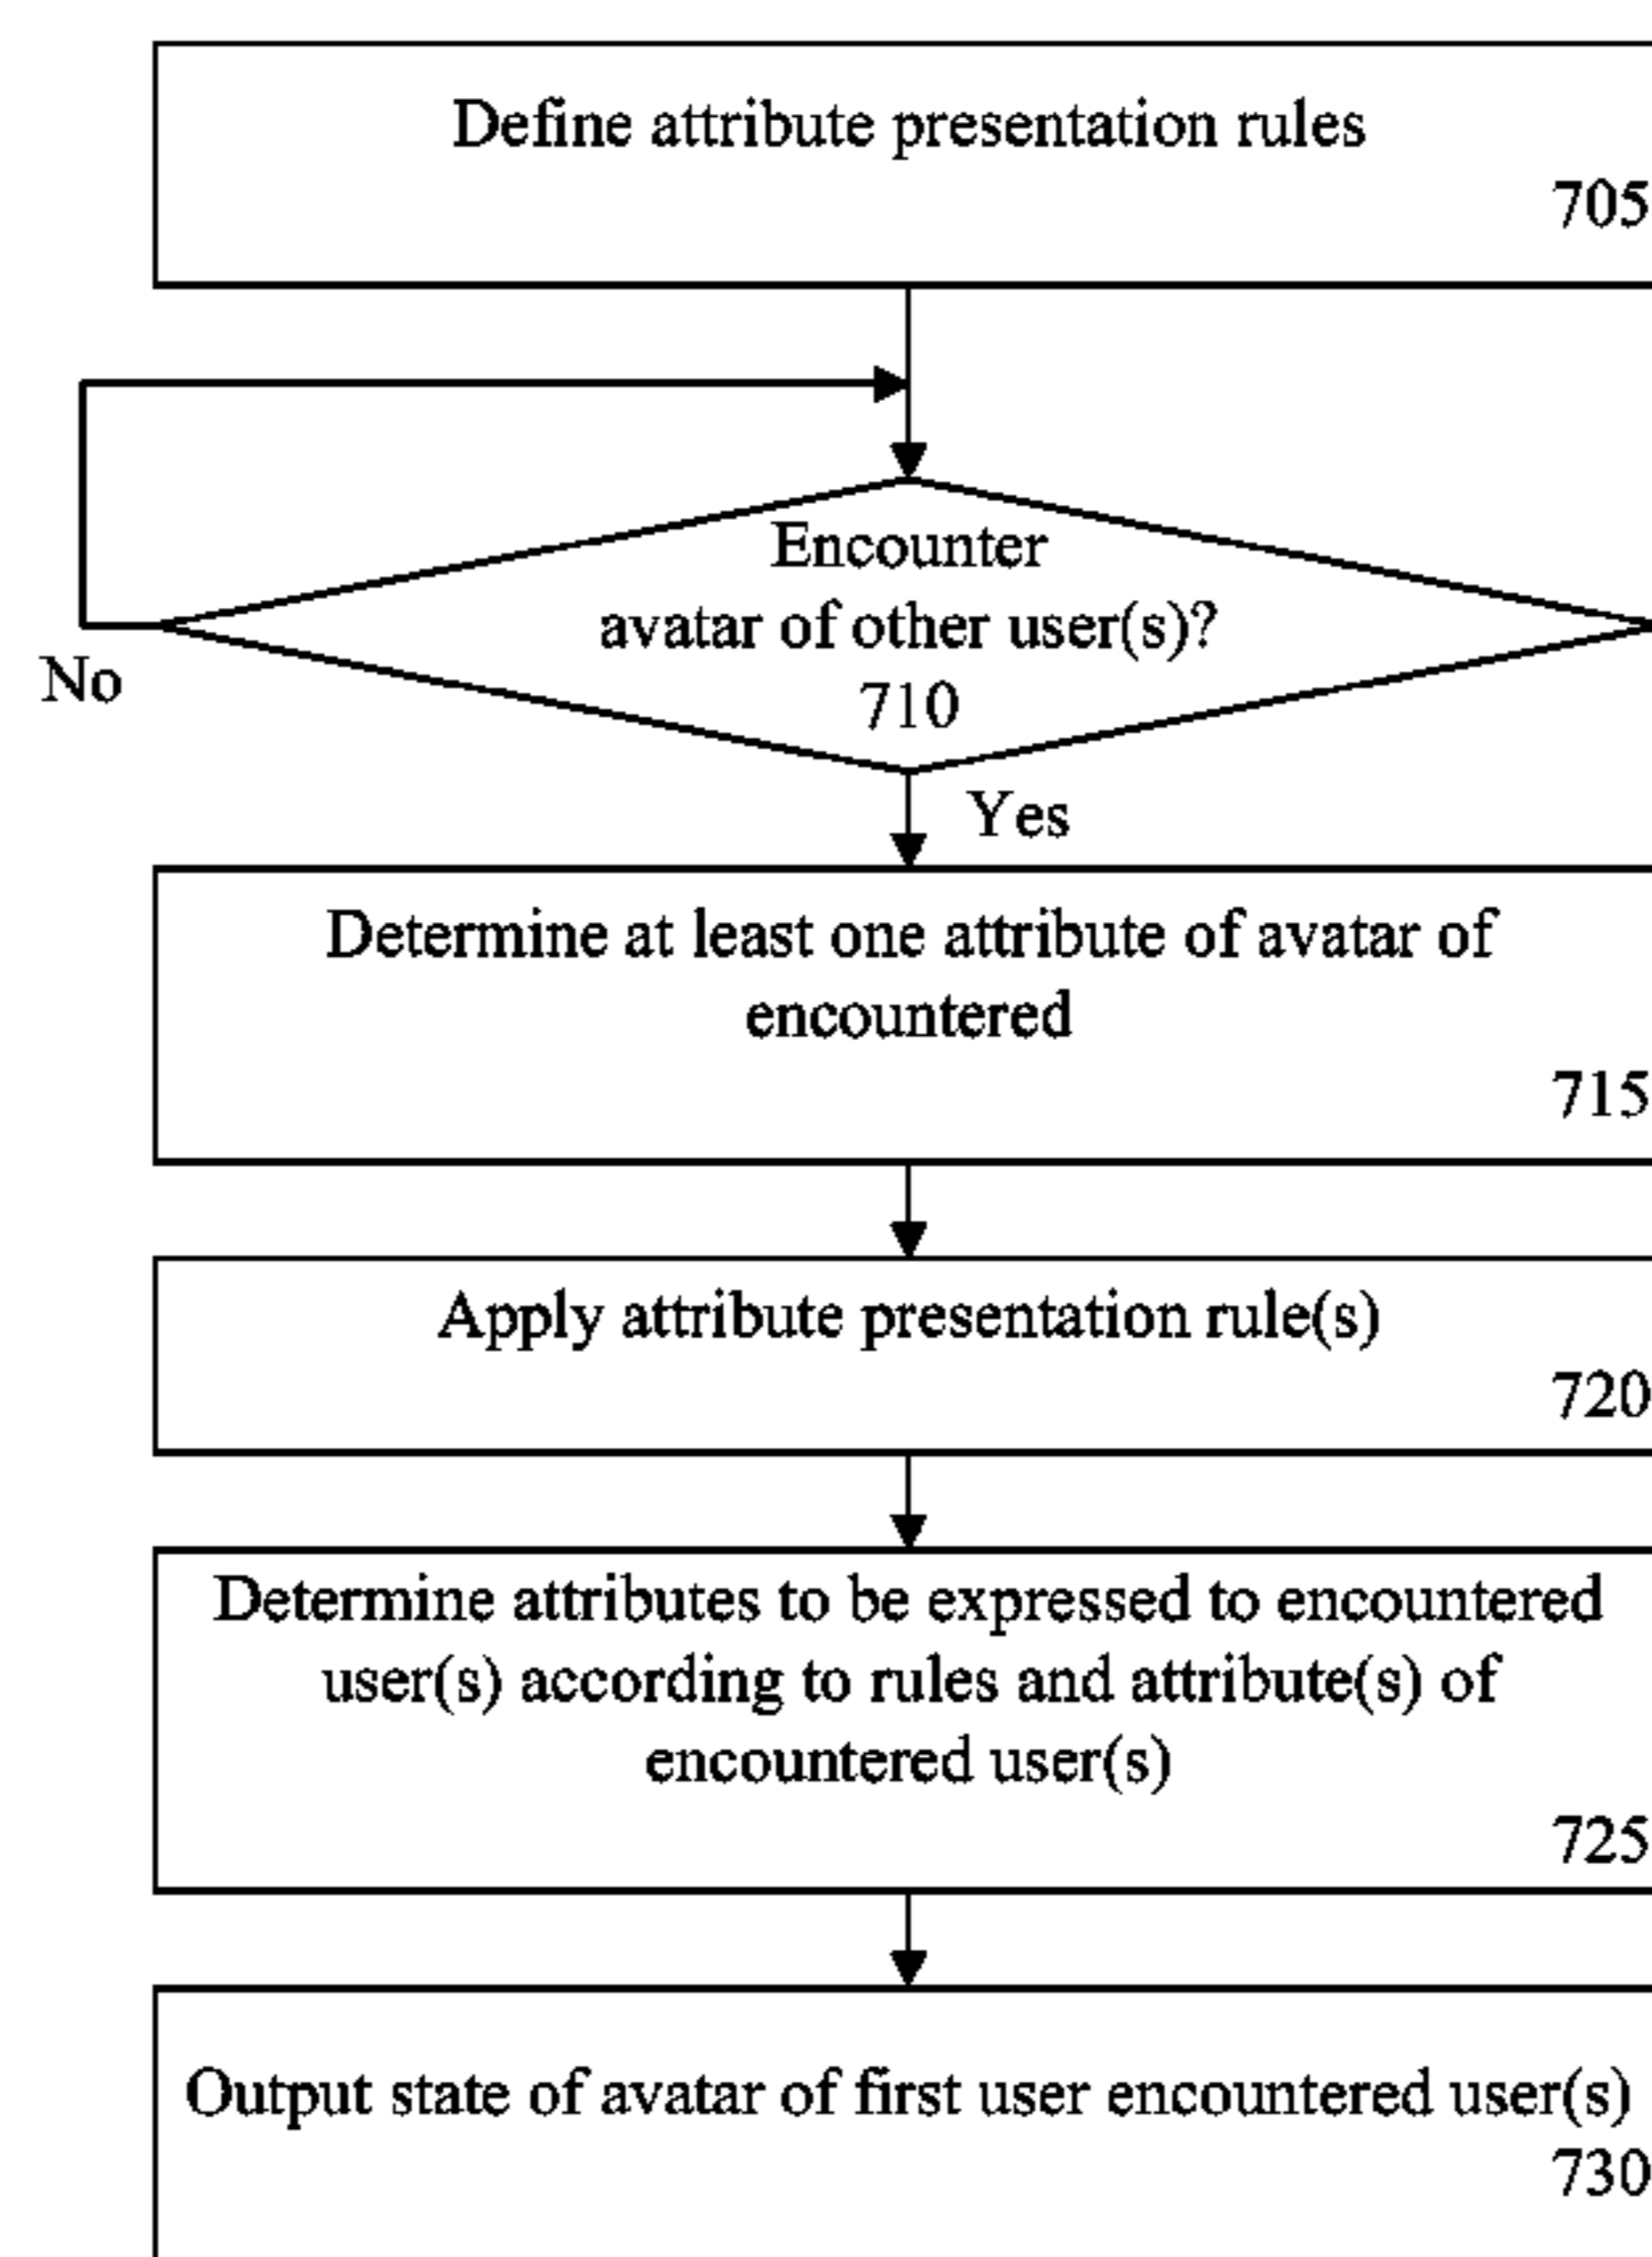 Define attribute presentation rules
705
Encounter
avatar of other user(s)?
710
No
Yes
Determine at least one attribute of avatar of
encountered
715
Apply attribute presentation rule(s)
720
Determine attributes to be expressed to encountered
user(s) according to rules and attribute(s) of
encountered user(s)
725
Output state of avatar of first user encountered user(s)
730